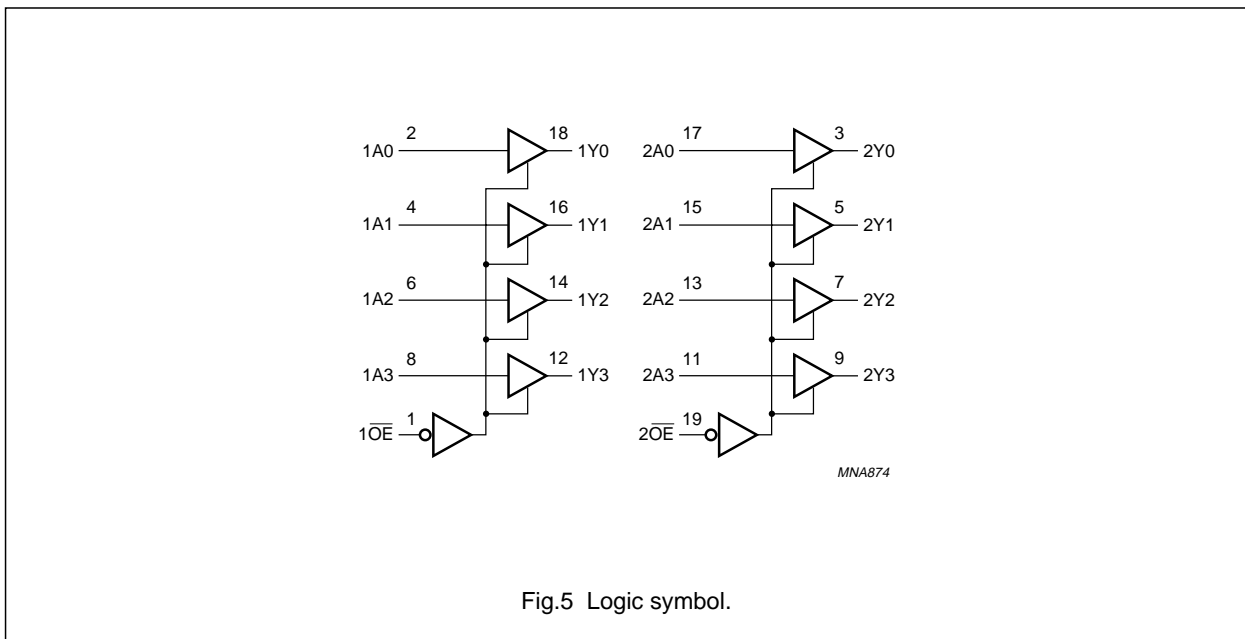 2 18 17 3
1A0 1Y0 2A0 2Y0
4 16 15 5
1A1 1Y1 2A1 2Y1
6 14 13 7
1A2 1Y2 2A2 2Y2
8 12 11 9
1A3 1Y3 2A3 2Y3
1 19
1O̅E̅ 2O̅E̅
MNA874
Fig.5 Logic symbol.